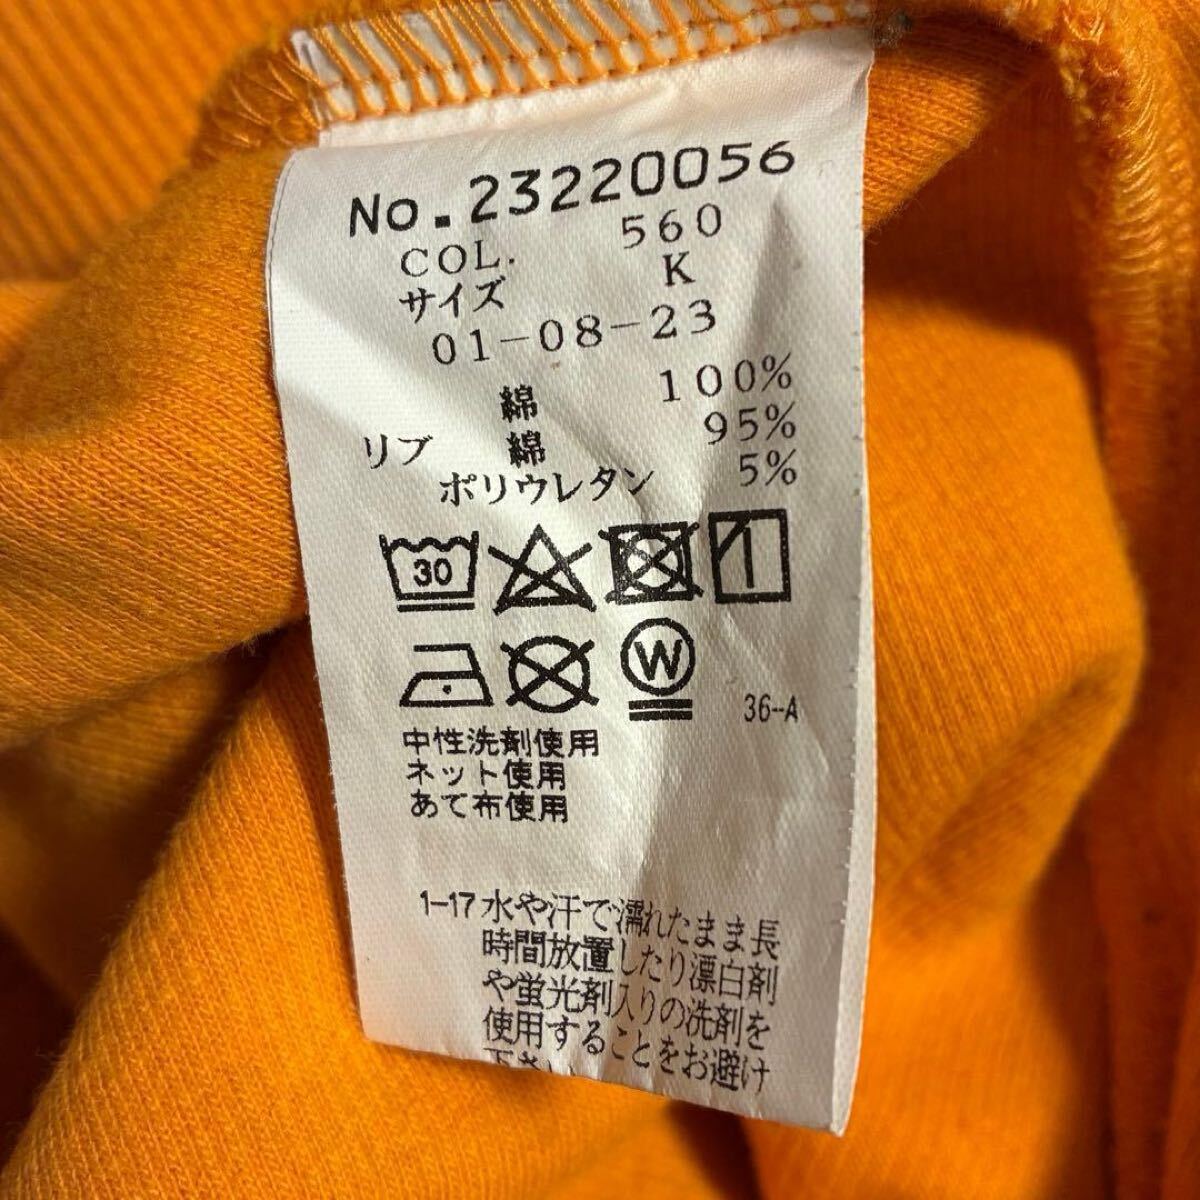 No.23220056
COL. 560
サイズ K
01-08-23
綿 100%
リブ 綿 95%
ポリウレタン 5%
30
W
36-A
中性洗剤使用
ネット使用
あて布使用
1-17 水や汗で濡れたまま長
時間放置したり漂白剤
や蛍光剤入りの洗剤を
使用することをお避け
下さい